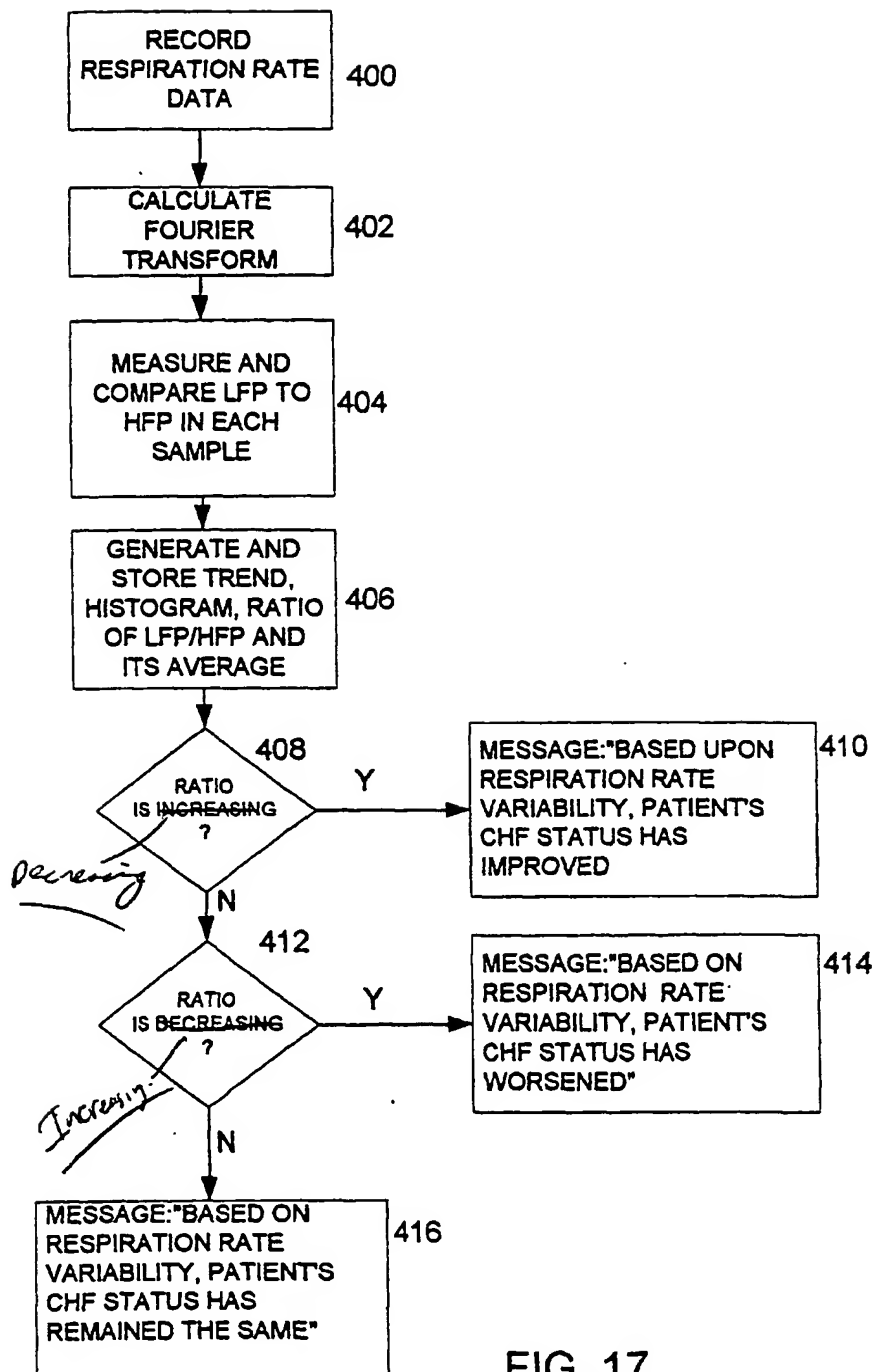 RECORD
RESPIRATION RATE
DATA
400
CALCULATE
FOURIER
TRANSFORM
402
MEASURE AND
COMPARE LFP TO
HFP IN EACH
SAMPLE
404
GENERATE AND
STORE TREND,
HISTOGRAM, RATIO
OF LFP/HFP AND
ITS AVERAGE
406
408
RATIO
IS INCREASING
?
Decreasing
Y
MESSAGE:"BASED UPON
RESPIRATION RATE
VARIABILITY, PATIENT'S
CHF STATUS HAS
IMPROVED
410
N
412
RATIO
IS DECREASING
?
Increasing
Y
MESSAGE:"BASED ON
RESPIRATION RATE
VARIABILITY, PATIENT'S
CHF STATUS HAS
WORSENED"
414
N
MESSAGE:"BASED ON
RESPIRATION RATE
VARIABILITY, PATIENT'S
CHF STATUS HAS
REMAINED THE SAME"
416
FIG. 17